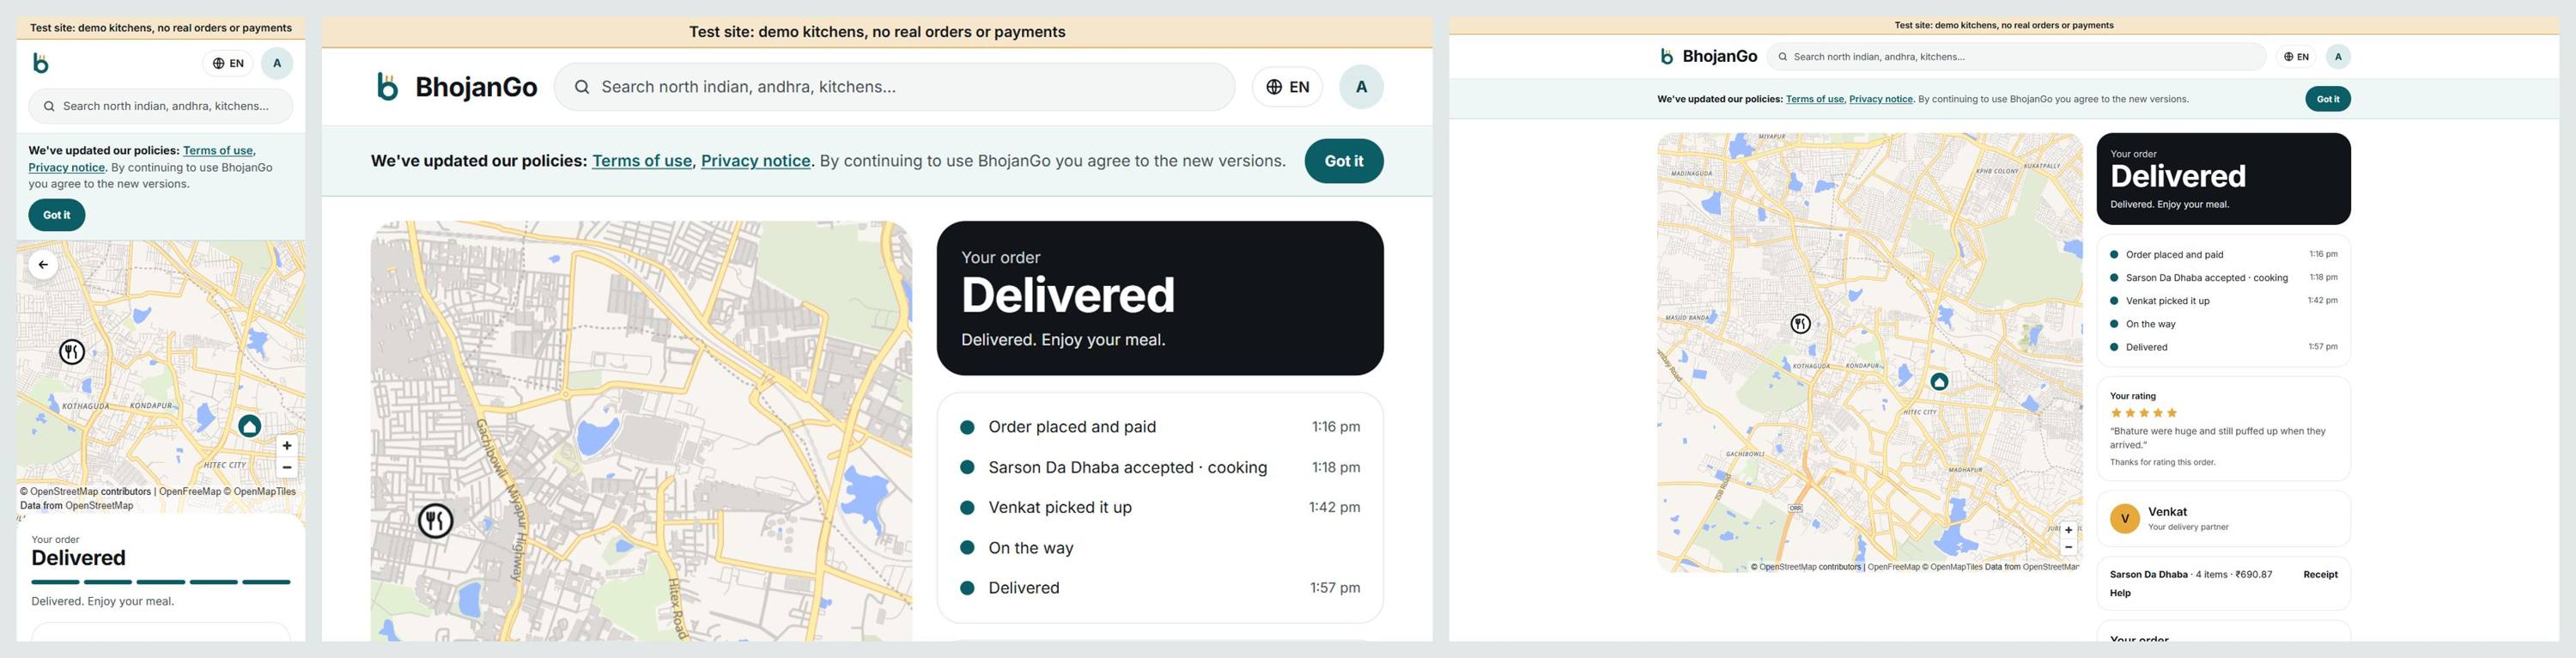 Test site: demo kitchens, no real orders or payments
EN
A
Search north indian, andhra, kitchens...
We've updated our policies: Terms of use,
Privacy notice. By continuing to use BhojanGo
you agree to the new versions.
Got it
KOTHAGUDA
KONDAPUR
HITEC CITY
+
−
© OpenStreetMap contributors | OpenFreeMap © OpenMapTiles
Data from OpenStreetMap
Your order
Delivered
Delivered. Enjoy your meal.
Test site: demo kitchens, no real orders or payments
BhojanGo
Search north indian, andhra, kitchens...
EN
A
We've updated our policies: Terms of use, Privacy notice. By continuing to use BhojanGo you agree to the new versions.
Got it
Gachibowli - Miyapur Highway
Hitex Road
Your order
Delivered
Delivered. Enjoy your meal.
Order placed and paid 1:16 pm
Sarson Da Dhaba accepted · cooking 1:18 pm
Venkat picked it up 1:42 pm
On the way
Delivered 1:57 pm
Test site: demo kitchens, no real orders or payments
BhojanGo
Search north indian, andhra, kitchens...
EN
A
We've updated our policies: Terms of use, Privacy notice. By continuing to use BhojanGo you agree to the new versions.
Got it
MIYAPUR
KUKATPALLY
MADINAGUDA
KPHB COLONY
MASJID BANDA
KOTHAGUDA
KONDAPUR
HITEC CITY
GACHIBOWLI
MADHAPUR
ORR
+
−
© OpenStreetMap contributors | OpenFreeMap © OpenMapTiles Data from OpenStreetMap
Your order
Delivered
Delivered. Enjoy your meal.
Order placed and paid 1:16 pm
Sarson Da Dhaba accepted · cooking 1:18 pm
Venkat picked it up 1:42 pm
On the way
Delivered 1:57 pm
Your rating
“Bhature were huge and still puffed up when they
arrived.”
Thanks for rating this order.
V
Venkat
Your delivery partner
Sarson Da Dhaba · 4 items · ₹690.87 Receipt
Help
Your order